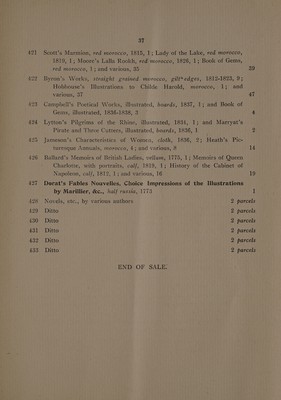 37
421 Scott's Marmion, red morocco, 1815, 1; Lady of the Lake, red morocco,
1810, 1; Moore's Lalla Rookh, red morocco, 1826, 1; Book of Gems,
red morocco, 1; and various, 35 39
422 Byron's Works, straight grained morocco, gilt edges, 1812-1823, 9;
Hobhouse's Illustrations to Childe Harold, morocco, 1; and
various, 37 47
423 Campbell's Poetical Works, illustrated, boards, 1837, 1; and Book of
Gems, illustrated, 1836-1838, 3 4
424 Lytton's Pilgrims of the Rhine, illustrated, 1834, 1; and Marryat's
Pirate and Three Cutters, illustrated, boards, 1836, 1 2
425 Jameson's Characteristics of Women, cloth, 1836, 2; Heath's Pic-
turesque Annuals, morocco, 4; and various, 8 14
426 Ballard's Memoirs of British Ladies, vellum, 1775, 1; Memoirs of Queen
Charlotte, with portraits, calf, 1819, 1; History of the Cabinet of
Napoleon, calf, 1812, 1; and various, 16 19
427 Dorat's Fables Nouvelles, Choice Impressions of the Illustrations
by Marillier, &c., half russia, 1773 1
428 Novels, etc., by various authors 2 parcels
429 Ditto 2 parcels
430 Ditto 2 parcels
431 Ditto 2 parcels
432 Ditto 2 parcels
433 Ditto 2 parcels
END OF SALE.